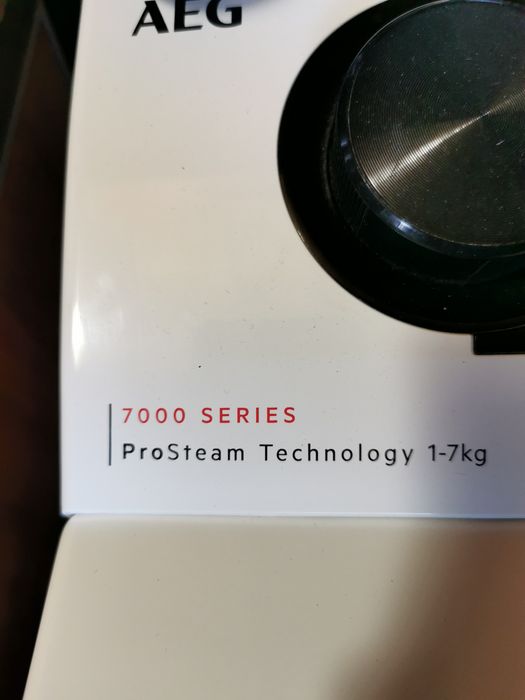 AEG
7000 SERIES
ProSteam Technology 1-7kg